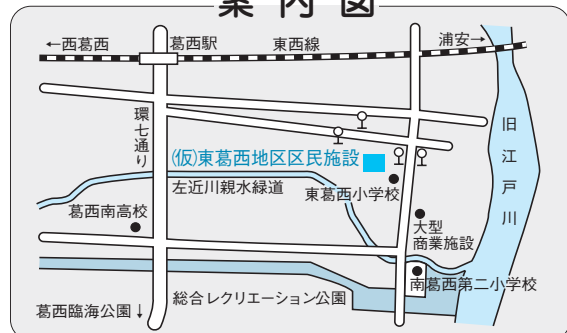 案内図
←西葛西
葛西駅
東西線
浦安→
環七通り
旧江戸川
(仮)東葛西地区区民施設
左近川親水緑道
東葛西小学校
葛西南高校
大型
商業施設
南葛西第二小学校
総合レクリエーション公園
葛西臨海公園↓